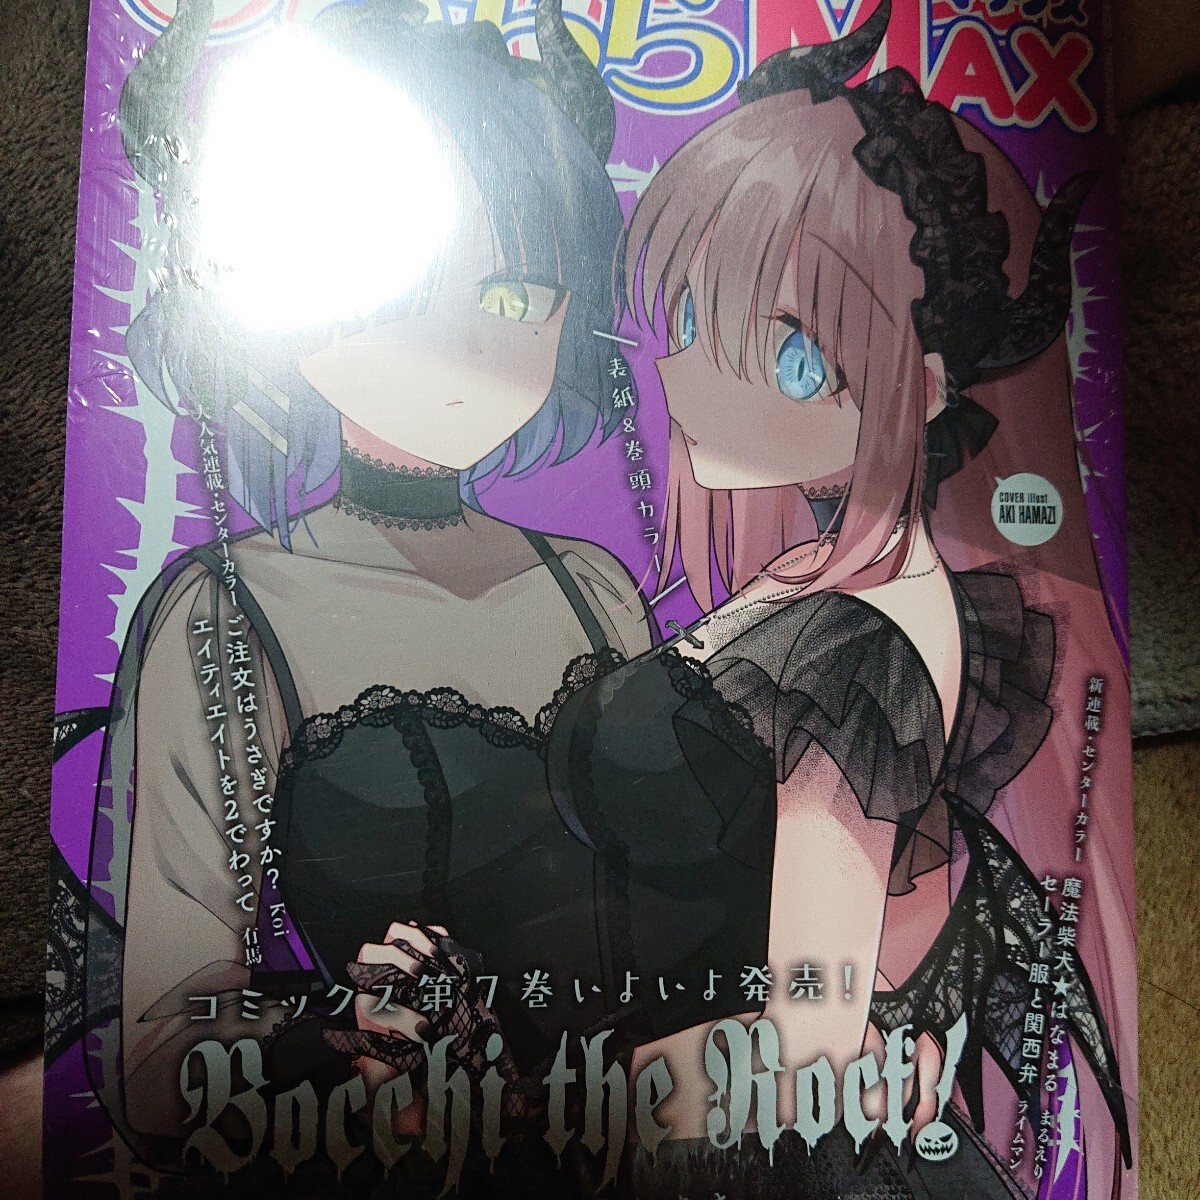 MAX
表紙&巻頭カラー
COVER illust
AKI HAMAZI
大人気連載・センターカラー
ご注文はうさぎですか? Koi
エイティエイトを2でわって 有馬
新連載・センターカラー
魔法柴犬★はなまる まるえり
セーラー服と関西弁 ライムマン
コミックス第7巻いよいよ発売!
Bocchi the Rock!